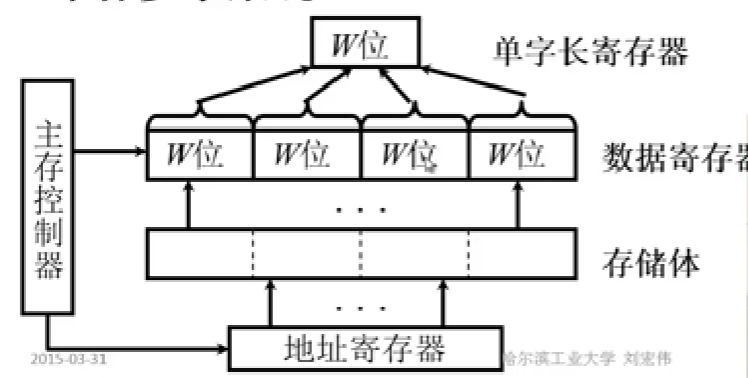 W位
单字长寄存器
主存控制器
W位 W位 W位 W位
数据寄存器
· · ·
存储体
· · ·
地址寄存器
2015-03-31
哈尔滨工业大学 刘宏伟